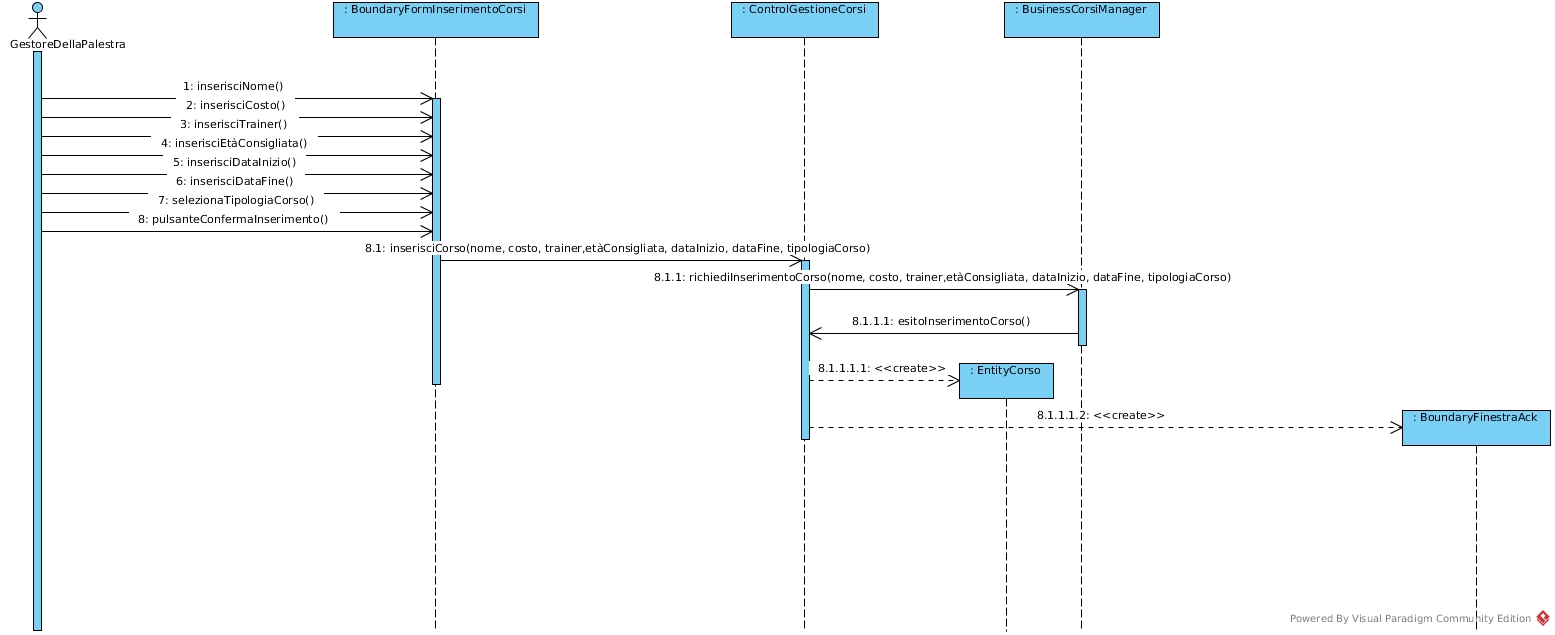 : BoundaryFormInserimentoCorsi
: ControlGestioneCorsi
: BusinessCorsiManager
GestoreDellaPalestra
1: inserisciNome()
2: inserisciCosto()
3: inserisciTrainer()
4: inserisciEtàConsigliata()
5: inserisciDataInizio()
6: inserisciDataFine()
7: selezionaTipologiaCorso()
8: pulsanteConfermaInserimento()
8.1: inserisciCorso(nome, costo, trainer,etàConsigliata, dataInizio, dataFine, tipologiaCorso)
8.1.1: richiediInserimentoCorso(nome, costo, trainer,etàConsigliata, dataInizio, dataFine, tipologiaCorso)
8.1.1.1: esitoInserimentoCorso()
8.1.1.1.1: <<create>>
: EntityCorso
8.1.1.1.2: <<create>>
: BoundaryFinestraAck
Powered By Visual Paradigm Community Edition